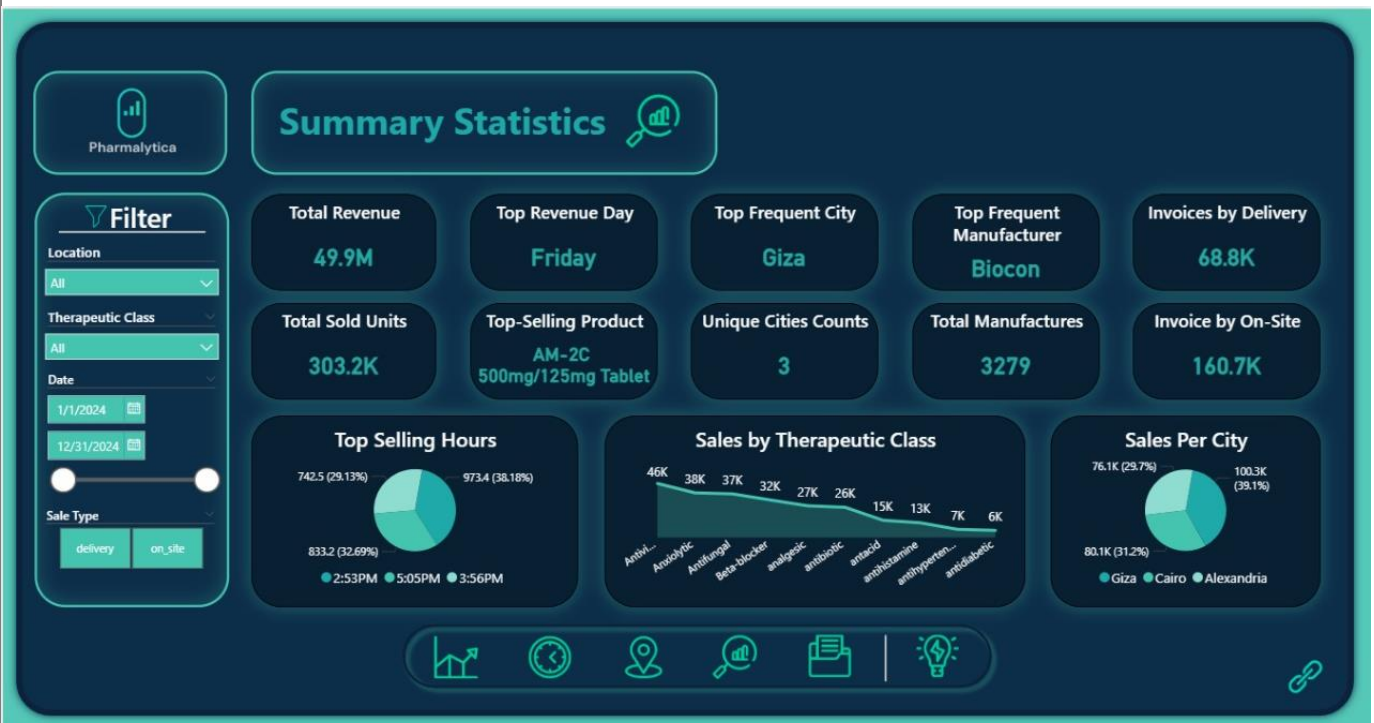 Pharmalytica
Summary Statistics
Filter
Location
All
Therapeutic Class
All
Date
1/1/2024
12/31/2024
Sale Type
delivery
on_site
Total Revenue
49.9M
Top Revenue Day
Friday
Top Frequent City
Giza
Top Frequent
Manufacturer
Biocon
Invoices by Delivery
68.8K
Total Sold Units
303.2K
Top-Selling Product
AM-2C
500mg/125mg Tablet
Unique Cities Counts
3
Total Manufactures
3279
Invoice by On-Site
160.7K
Top Selling Hours
742.5 (29.13%)
973.4 (38.18%)
833.2 (32.69%)
2:53PM 5:05PM 3:56PM
Sales by Therapeutic Class
46K 38K 37K 32K 27K 26K 15K 13K 7K 6K
Antivi... Anxiolytic Antifungal Beta-blocker analgesic antibiotic antacid antihistamine antihyperten... antidiabetic
Sales Per City
76.1K (29.7%)
100.3K
(39.1%)
80.1K (31.2%)
Giza Cairo Alexandria